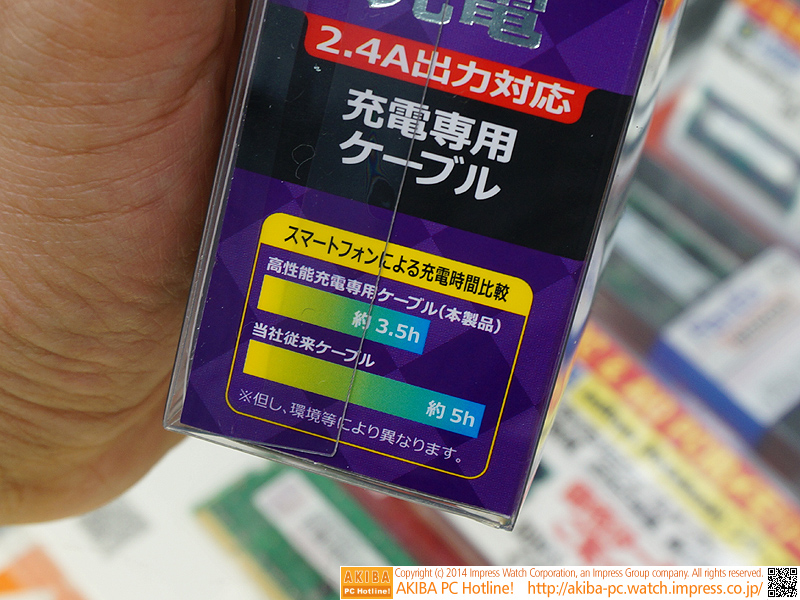 充電
2.4A出力対応
充電専用
ケーブル
スマートフォンによる充電時間比較
高性能充電専用ケーブル(本製品)
約 3.5h
当社従来ケーブル
約 5h
※但し、環境等により異なります。
AKIBA
PC Hotline!
Copyright (c) 2014 Impress Watch Corporation, an Impress Group company. All rights reserved.
AKIBA PC Hotline! http://akiba-pc.watch.impress.co.jp/